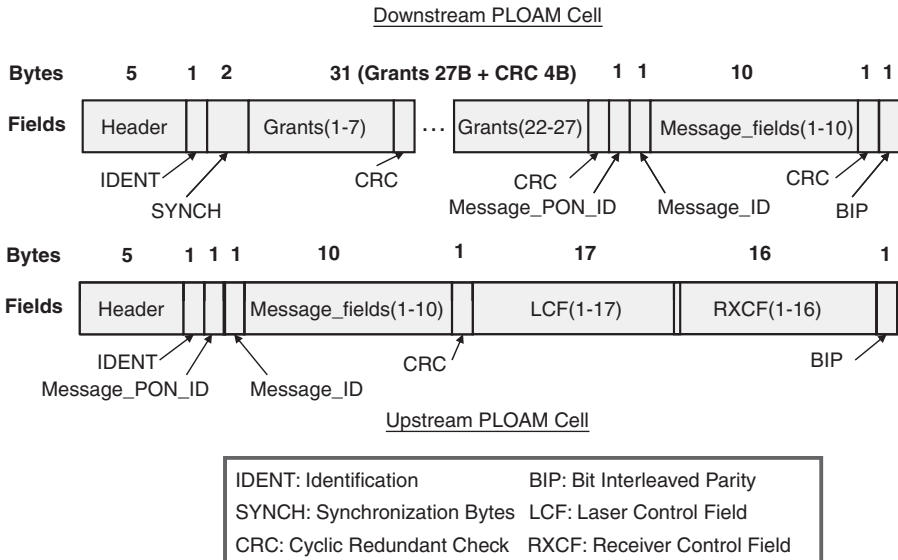 Downstream PLOAM Cell
Bytes 5 1 2 31 (Grants 27B + CRC 4B) 1 1 10 1 1
Fields Header Grants(1-7) ... Grants(22-27) Message_fields(1-10)
IDENT CRC CRC CRC
SYNCH Message_PON_ID Message_ID BIP
Bytes 5 1 1 1 10 1 17 16 1
Fields Header Message_fields(1-10) LCF(1-17) RXCF(1-16)
IDENT CRC BIP
Message_PON_ID Message_ID
Upstream PLOAM Cell
IDENT: Identification BIP: Bit Interleaved Parity
SYNCH: Synchronization Bytes LCF: Laser Control Field
CRC: Cyclic Redundant Check RXCF: Receiver Control Field